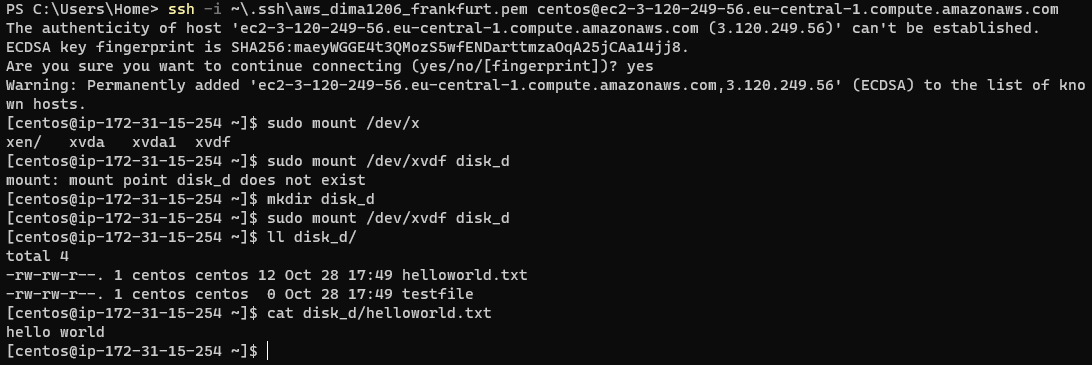 PS C:\Users\Home> ssh -i ~\.ssh\aws_dima1206_frankfurt.pem centos@ec2-3-120-249-56.eu-central-1.compute.amazonaws.com
The authenticity of host 'ec2-3-120-249-56.eu-central-1.compute.amazonaws.com (3.120.249.56)' can't be established.
ECDSA key fingerprint is SHA256:maeyWGGE4t3QMozS5wfENDarttmzaOqA25jCAa14jj8.
Are you sure you want to continue connecting (yes/no/[fingerprint])? yes
Warning: Permanently added 'ec2-3-120-249-56.eu-central-1.compute.amazonaws.com,3.120.249.56' (ECDSA) to the list of kno
wn hosts.
[centos@ip-172-31-15-254 ~]$ sudo mount /dev/x
xen/   xvda   xvda1  xvdf
[centos@ip-172-31-15-254 ~]$ sudo mount /dev/xvdf disk_d
mount: mount point disk_d does not exist
[centos@ip-172-31-15-254 ~]$ mkdir disk_d
[centos@ip-172-31-15-254 ~]$ sudo mount /dev/xvdf disk_d
[centos@ip-172-31-15-254 ~]$ ll disk_d/
total 4
-rw-rw-r--. 1 centos centos 12 Oct 28 17:49 helloworld.txt
-rw-rw-r--. 1 centos centos  0 Oct 28 17:49 testfile
[centos@ip-172-31-15-254 ~]$ cat disk_d/helloworld.txt
hello world
[centos@ip-172-31-15-254 ~]$